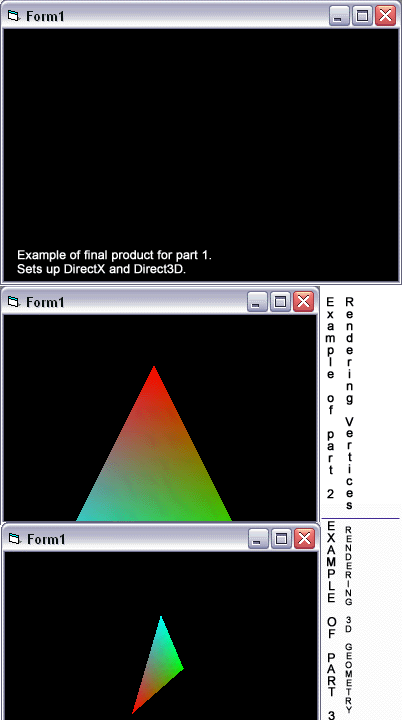 Form1
Example of final product for part 1.
Sets up DirectX and Direct3D.
Form1
Example of part 2
Rendering Vertices
Form1
EXAMPLE OF PART 3
RENDERING 3D GEOMETRY